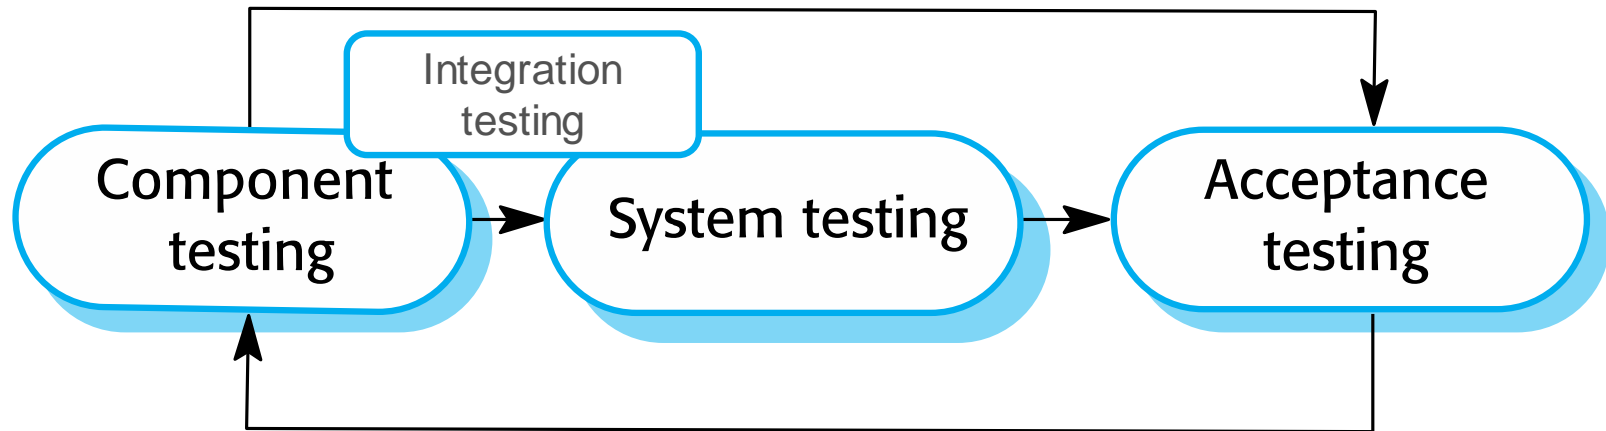 Integration
testing
Component
testing
System testing
Acceptance
testing